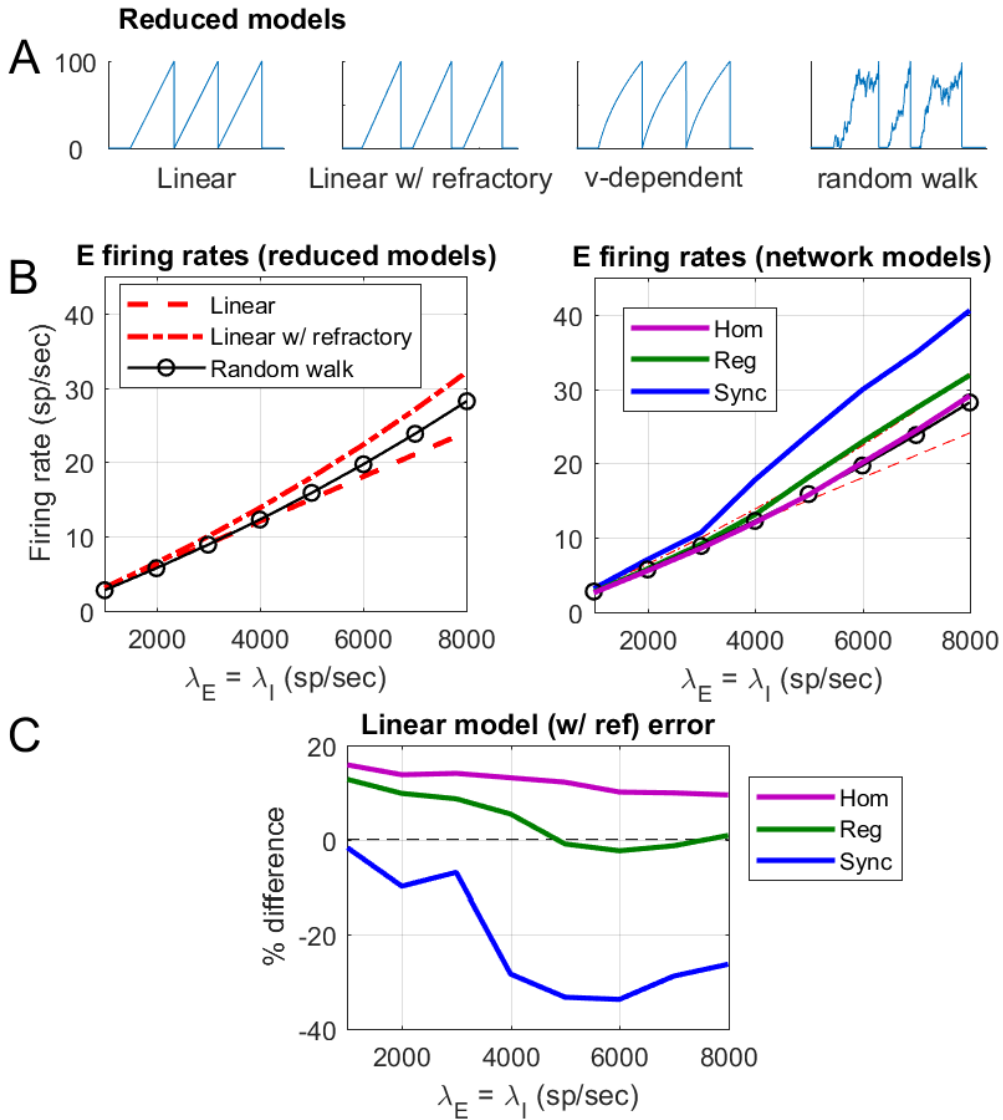 Reduced models
A
100
0
Linear
Linear w/ refractory
v-dependent
random walk
B
E firing rates (reduced models)
Firing rate (sp/sec)
40
30
20
10
0
Linear
Linear w/ refractory
Random walk
2000 4000 6000 8000
λE = λI (sp/sec)
E firing rates (network models)
40
30
20
10
0
Hom
Reg
Sync
2000 4000 6000 8000
λE = λI (sp/sec)
C
Linear model (w/ ref) error
% difference
20
0
-20
-40
2000 4000 6000 8000
λE = λI (sp/sec)
Hom
Reg
Sync